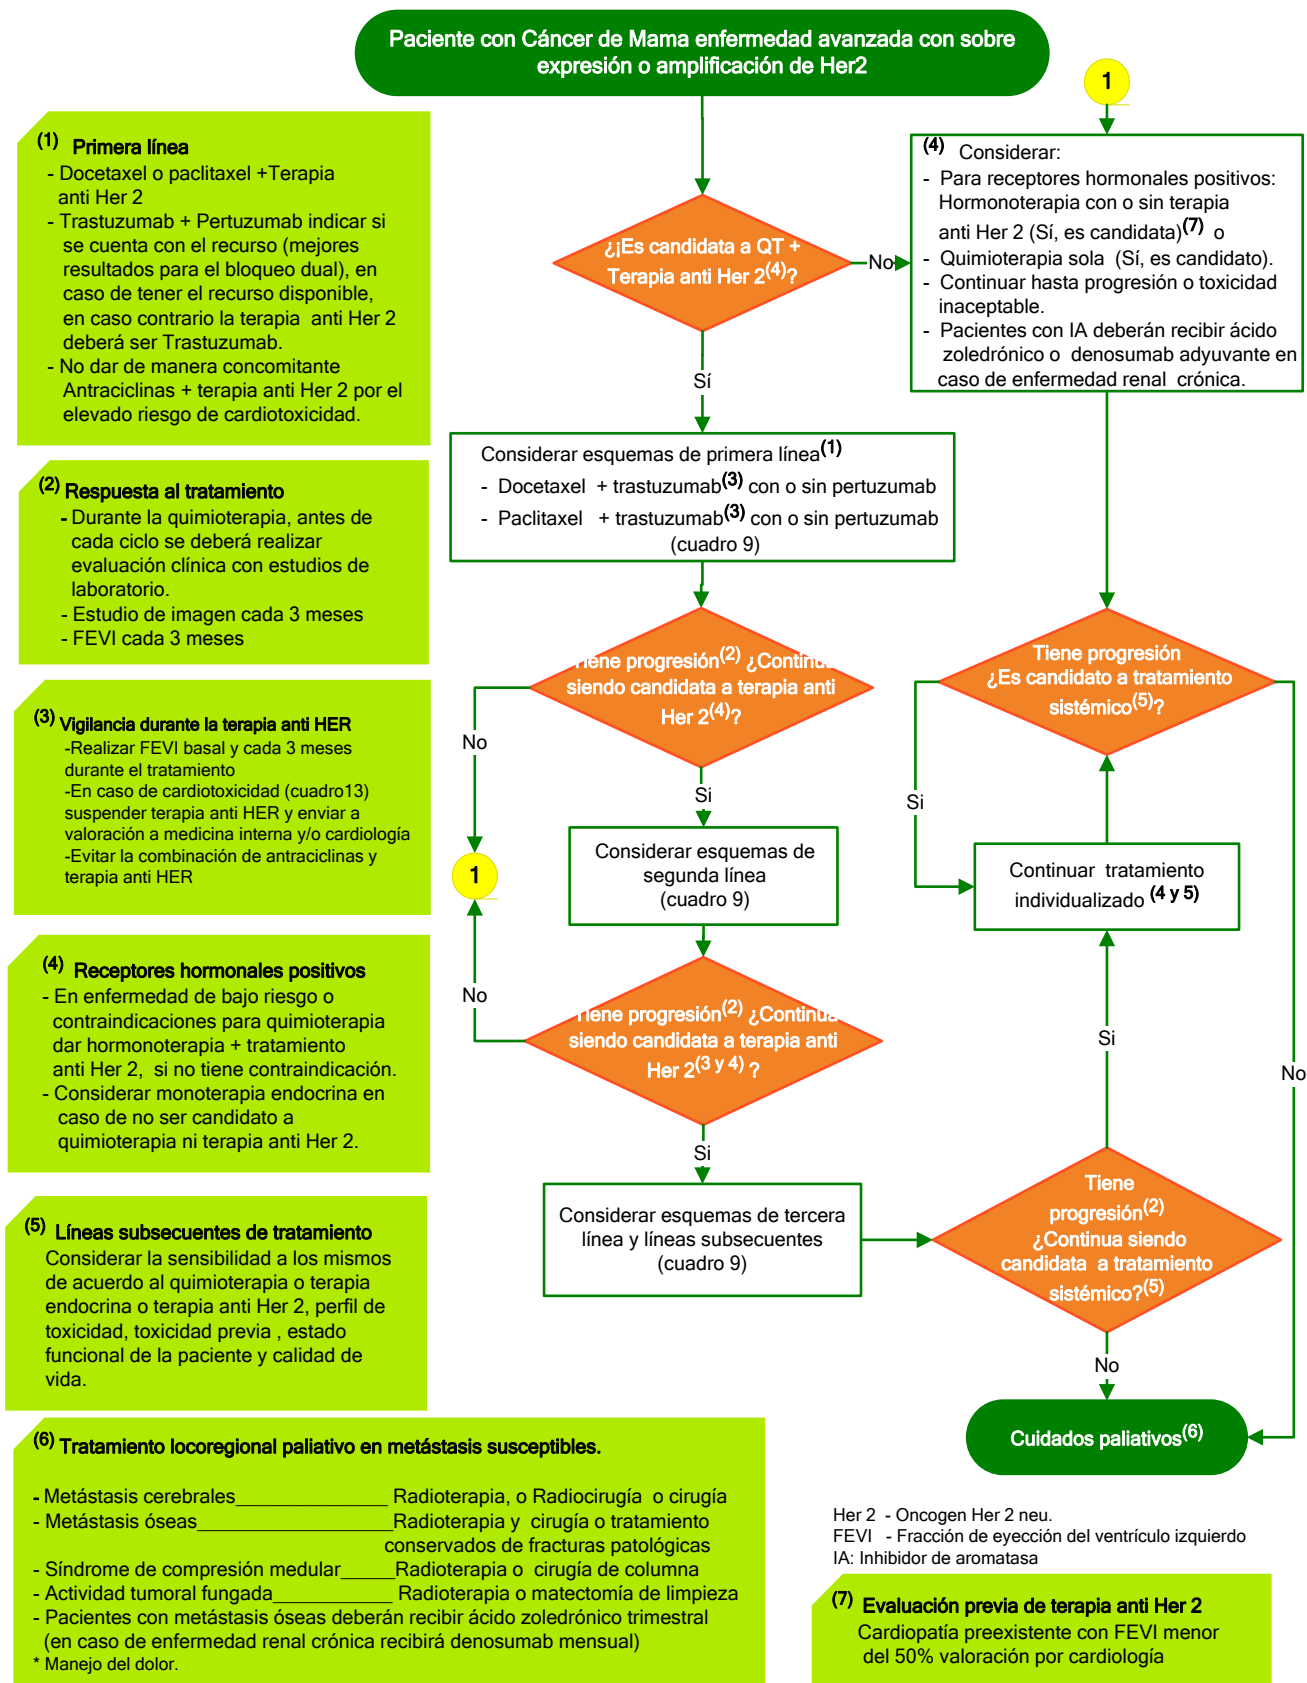 Paciente con Cáncer de Mama enfermedad avanzada con sobre
expresión o amplificación de Her2
1
(1) Primera línea
- Docetaxel o paclitaxel +Terapia
anti Her 2
- Trastuzumab + Pertuzumab indicar si
se cuenta con el recurso (mejores
resultados para el bloqueo dual), en
caso de tener el recurso disponible,
en caso contrario la terapia anti Her 2
deberá ser Trastuzumab.
- No dar de manera concomitante
Antraciclinas + terapia anti Her 2 por el
elevado riesgo de cardiotoxicidad.
¿¡Es candidata a QT +
Terapia anti Her 2(4)?
No
Sí
(4) Considerar:
- Para receptores hormonales positivos:
Hormonoterapia con o sin terapia
anti Her 2 (Sí, es candidata)(7) o
- Quimioterapia sola (Sí, es candidato).
- Continuar hasta progresión o toxicidad
inaceptable.
- Pacientes con IA deberán recibir ácido
zoledrónico o denosumab adyuvante en
caso de enfermedad renal crónica.
Considerar esquemas de primera línea(1)
- Docetaxel + trastuzumab(3) con o sin pertuzumab
- Paclitaxel + trastuzumab(3) con o sin pertuzumab
(cuadro 9)
(2) Respuesta al tratamiento
- Durante la quimioterapia, antes de
cada ciclo se deberá realizar
evaluación clínica con estudios de
laboratorio.
- Estudio de imagen cada 3 meses
- FEVI cada 3 meses
Tiene progresión(2) ¿Continua
siendo candidata a terapia anti
Her 2(4)?
No
Si
Tiene progresión
¿Es candidato a tratamiento
sistémico(5)?
Si
No
(3) Vigilancia durante la terapia anti HER
-Realizar FEVI basal y cada 3 meses
durante el tratamiento
-En caso de cardiotoxicidad (cuadro13)
suspender terapia anti HER y enviar a
valoración a medicina interna y/o cardiología
-Evitar la combinación de antraciclinas y
terapia anti HER
1
Considerar esquemas de
segunda línea
(cuadro 9)
Continuar tratamiento
individualizado (4 y 5)
(4) Receptores hormonales positivos
- En enfermedad de bajo riesgo o
contraindicaciones para quimioterapia
dar hormonoterapia + tratamiento
anti Her 2, si no tiene contraindicación.
- Considerar monoterapia endocrina en
caso de no ser candidato a
quimioterapia ni terapia anti Her 2.
No
Tiene progresión(2) ¿Continua
siendo candidata a terapia anti
Her 2(3 y 4) ?
Si
Si
Considerar esquemas de tercera
línea y líneas subsecuentes
(cuadro 9)
Tiene
progresión(2)
¿Continua siendo
candidata a tratamiento
sistémico?(5)
No
(5) Líneas subsecuentes de tratamiento
Considerar la sensibilidad a los mismos
de acuerdo al quimioterapia o terapia
endocrina o terapia anti Her 2, perfil de
toxicidad, toxicidad previa , estado
funcional de la paciente y calidad de
vida.
Cuidados paliativos(6)
(6) Tratamiento locoregional paliativo en metástasis susceptibles.
- Metástasis cerebrales______________ Radioterapia, o Radiocirugía o cirugía
- Metástasis óseas__________________Radioterapia y cirugía o tratamiento
conservados de fracturas patológicas
- Síndrome de compresión medular_____Radioterapia o cirugía de columna
- Actividad tumoral fungada___________ Radioterapia o matectomía de limpieza
- Pacientes con metástasis óseas deberán recibir ácido zoledrónico trimestral
(en caso de enfermedad renal crónica recibirá denosumab mensual)
* Manejo del dolor.
Her 2 - Oncogen Her 2 neu.
FEVI - Fracción de eyección del ventrículo izquierdo
IA: Inhibidor de aromatasa
(7) Evaluación previa de terapia anti Her 2
Cardiopatía preexistente con FEVI menor
del 50% valoración por cardiología